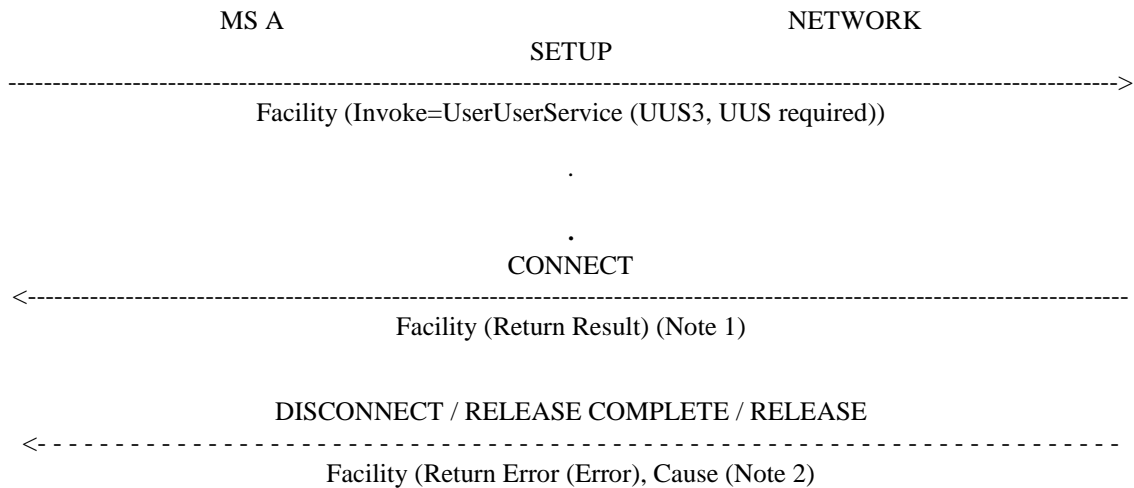 MS A NETWORK
SETUP
------------------------------------------------------------------------------------------------------------------------------>
Facility (Invoke=UserUserService (UUS3, UUS required))
.
.
CONNECT
<-----------------------------------------------------------------------------------------------------------------------------
Facility (Return Result) (Note 1)
DISCONNECT / RELEASE COMPLETE / RELEASE
<- - - - - - - - - - - - - - - - - - - - - - - - - - - - - - - - - - - - - - - - - - - - - - - - - - - - - - - - - - - - - - - - - - - - - -
Facility (Return Error (Error), Cause (Note 2)